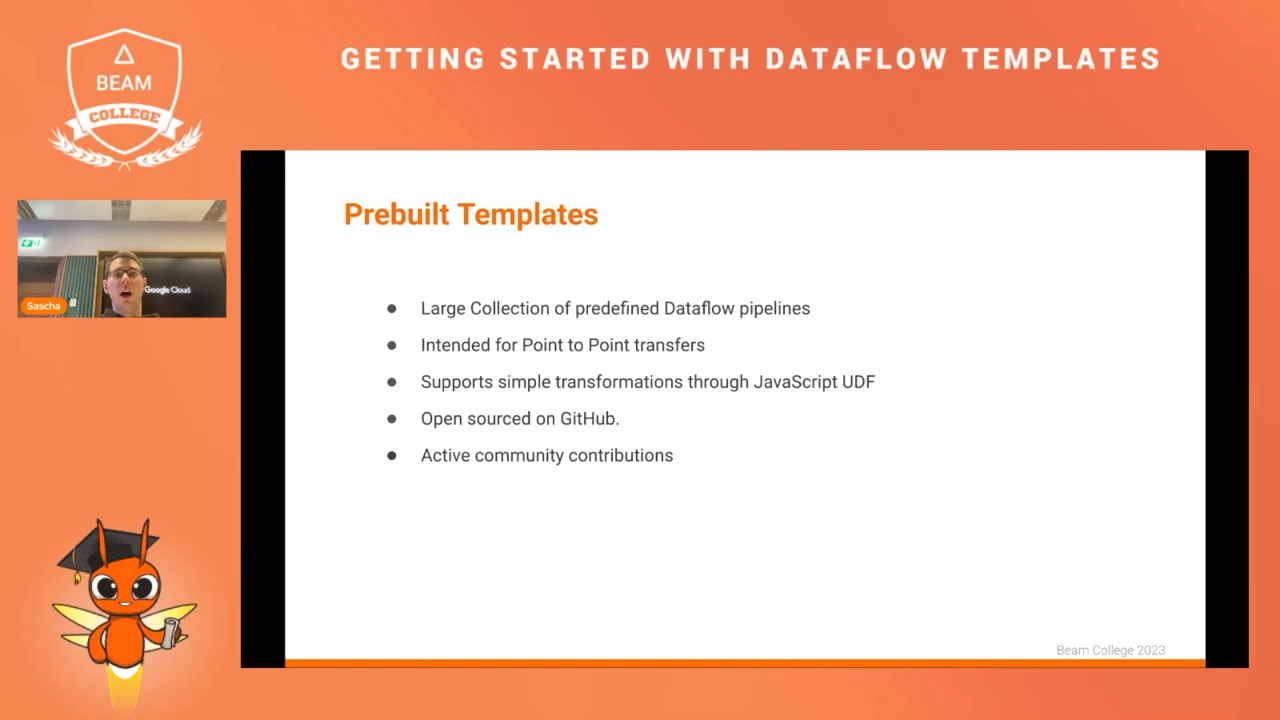 BEAM
COLLEGE
GETTING STARTED WITH DATAFLOW TEMPLATES
Google Cloud
Sascha
Prebuilt Templates
● Large Collection of predefined Dataflow pipelines
● Intended for Point to Point transfers
● Supports simple transformations through JavaScript UDF
● Open sourced on GitHub.
● Active community contributions
Beam College 2023